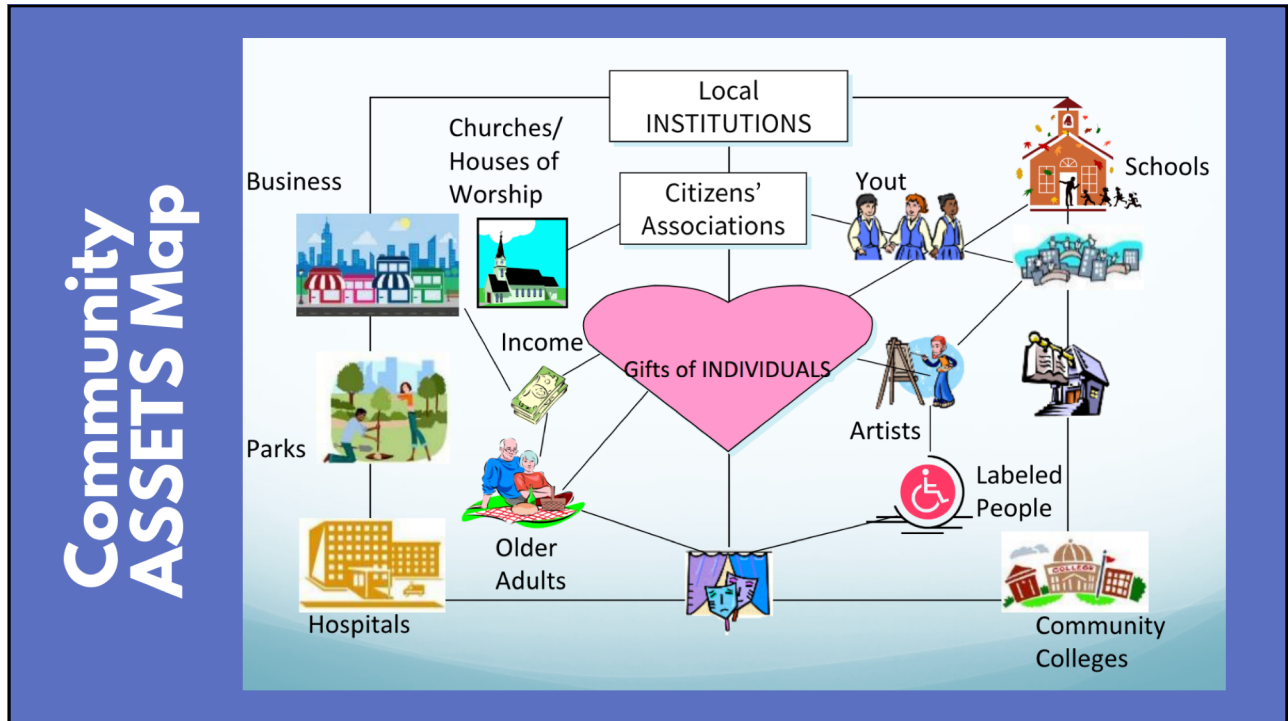 Community
ASSETS Map
Local
INSTITUTIONS
Churches/
Houses of
Worship
Business
Citizens'
Associations
Yout
Schools
Income
Gifts of INDIVIDUALS
Parks
Artists
Labeled
People
Older
Adults
Hospitals
COLLEGE
Community
Colleges